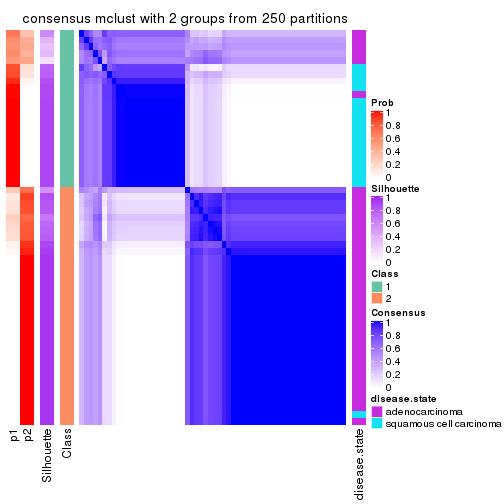 consensus mclust with 2 groups from 250 partitions
Prob
1
0.8
0.6
0.4
0.2
0
Silhouette
1
0.8
0.6
0.4
0.2
0
Class
1
2
Consensus
1
0.8
0.6
0.4
0.2
0
disease.state
adenocarcinoma
squamous cell carcinoma
p1
p2
Silhouette
Class
disease.state